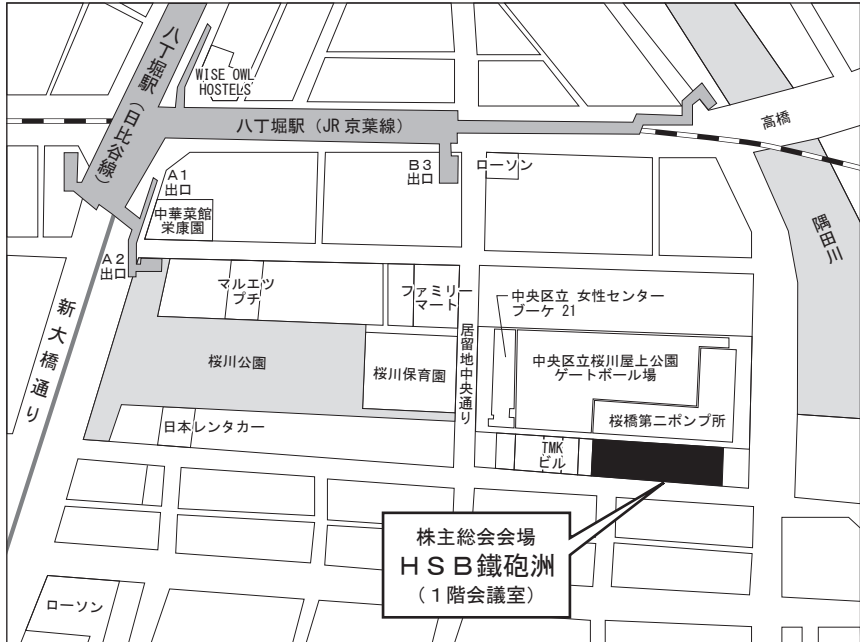 八丁堀駅(日比谷線)
WISE OWL
HOSTELS
八丁堀駅(JR京葉線)
高橋
A1
出口
B3
出口
ローソン
中華菜館
栄康園
隅田川
A2
出口
マルエツ
プチ
ファミリー
マート
中央区立 女性センター
ブーケ 21
新大橋通り
居留地中央通り
桜川公園
桜川保育園
中央区立桜川屋上公園
ゲートボール場
日本レンタカー
桜橋第二ポンプ所
TMK
ビル
株主総会会場
HSB鐵砲洲
(1階会議室)
ローソン